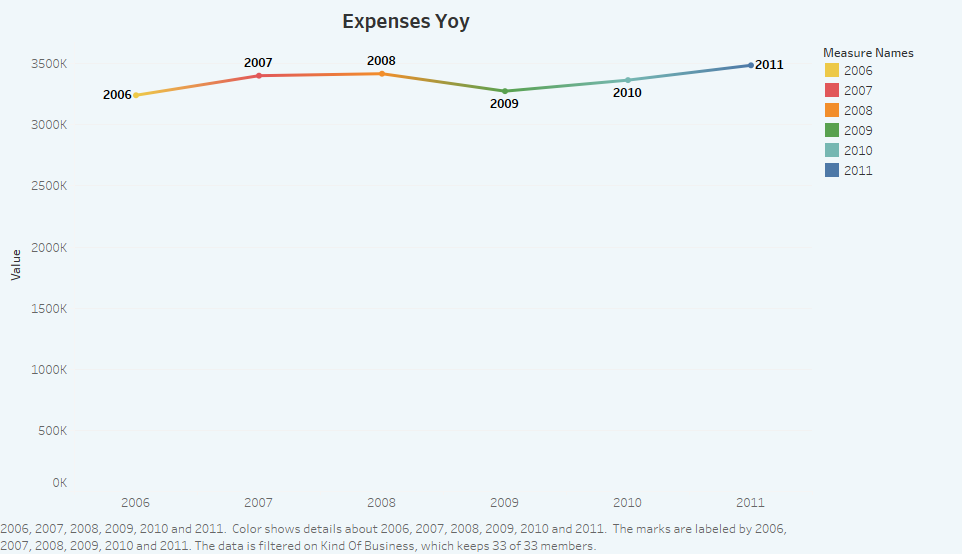 Expenses Yoy
Measure Names
2006
2007
2008
2009
2010
2011
3500K
3000K
2500K
2000K
1500K
1000K
500K
0K
Value
2006
2007
2008
2009
2010
2011
2006
2007
2008
2009
2010
2011
2006, 2007, 2008, 2009, 2010 and 2011.  Color shows details about 2006, 2007, 2008, 2009, 2010 and 2011.  The marks are labeled by 2006,
2007, 2008, 2009, 2010 and 2011. The data is filtered on Kind Of Business, which keeps 33 of 33 members.